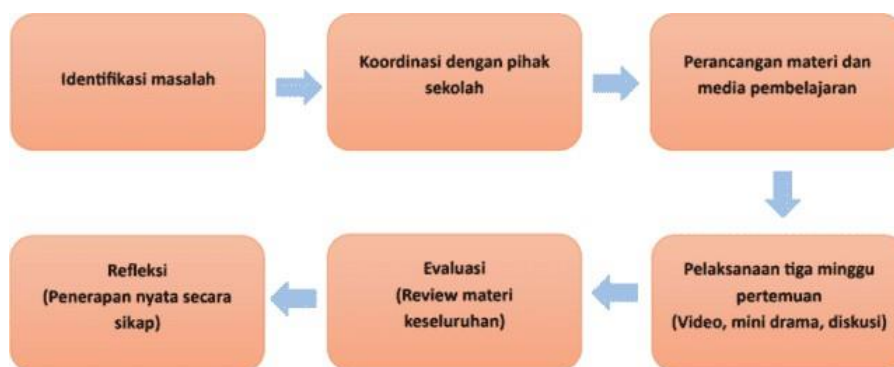 Identifikasi masalah
Koordinasi dengan pihak
sekolah
Perancangan materi dan
media pembelajaran
Pelaksanaan tiga minggu
pertemuan
(Video, mini drama, diskusi)
Evaluasi
(Review materi
keseluruhan)
Refleksi
(Penerapan nyata secara
sikap)